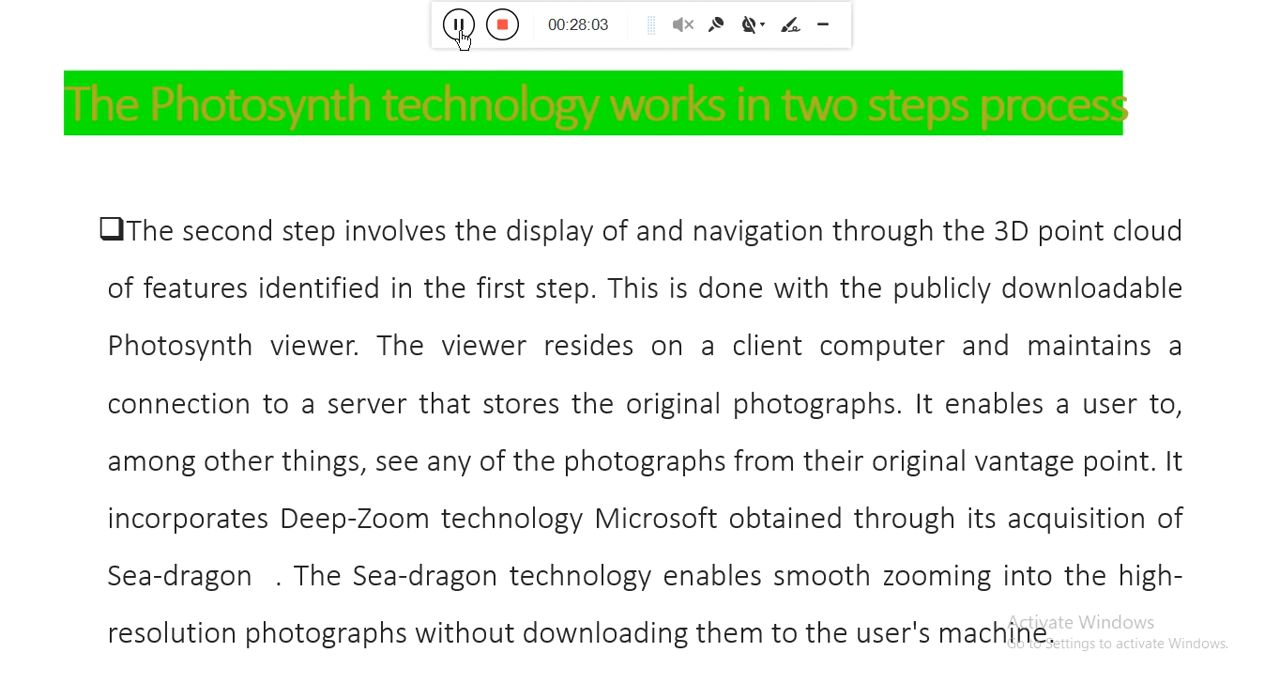 00:28:03
The Photosynth technology works in two steps process
❑The second step involves the display of and navigation through the 3D point cloud
of features identified in the first step. This is done with the publicly downloadable
Photosynth viewer. The viewer resides on a client computer and maintains a
connection to a server that stores the original photographs. It enables a user to,
among other things, see any of the photographs from their original vantage point. It
incorporates Deep-Zoom technology Microsoft obtained through its acquisition of
Sea-dragon . The Sea-dragon technology enables smooth zooming into the high-
resolution photographs without downloading them to the user's machine.
Activate Windows
Go to Settings to activate Windows.